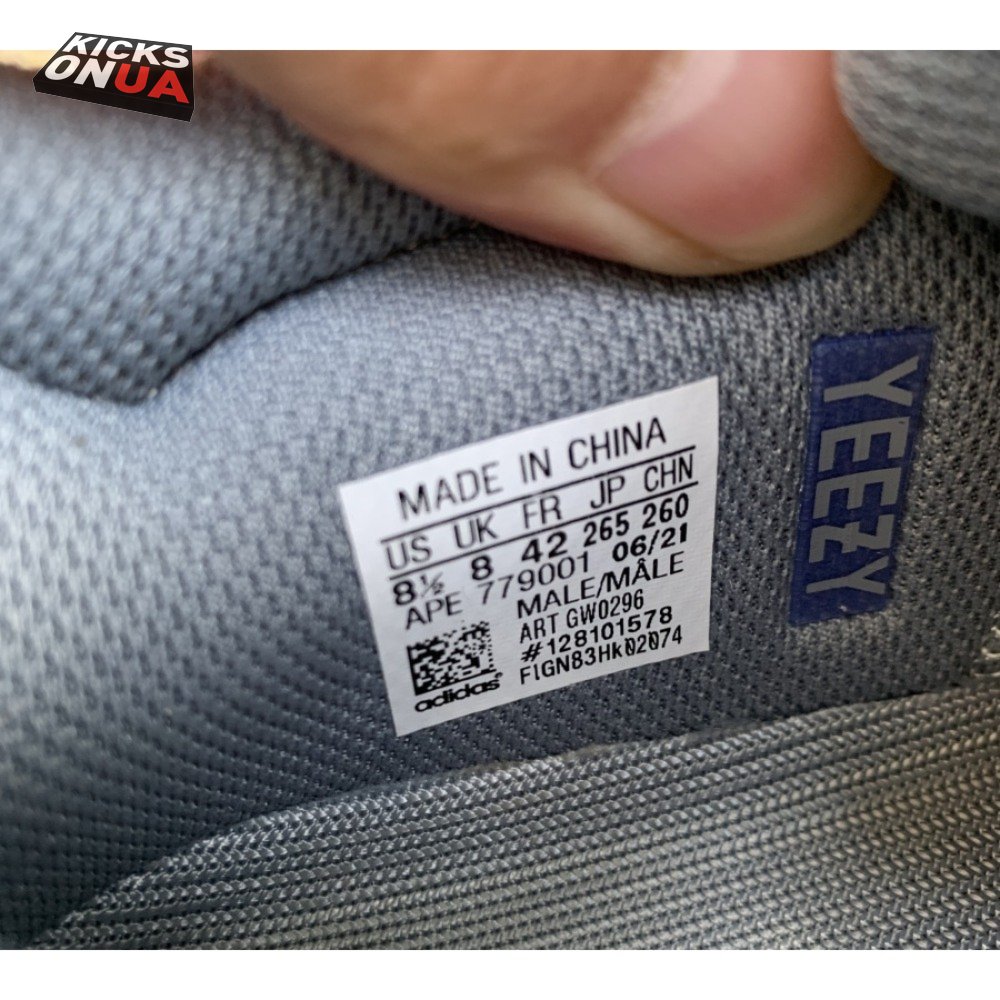 KICKS
ONUA
MADE IN CHINA
US UK FR JP CHN
8½ 8 42 265 260
APE 779001 06/21
MALE/MÂLE
ART GW0296
#128101578
F1GN83Hk02074
adidas
YEEZY